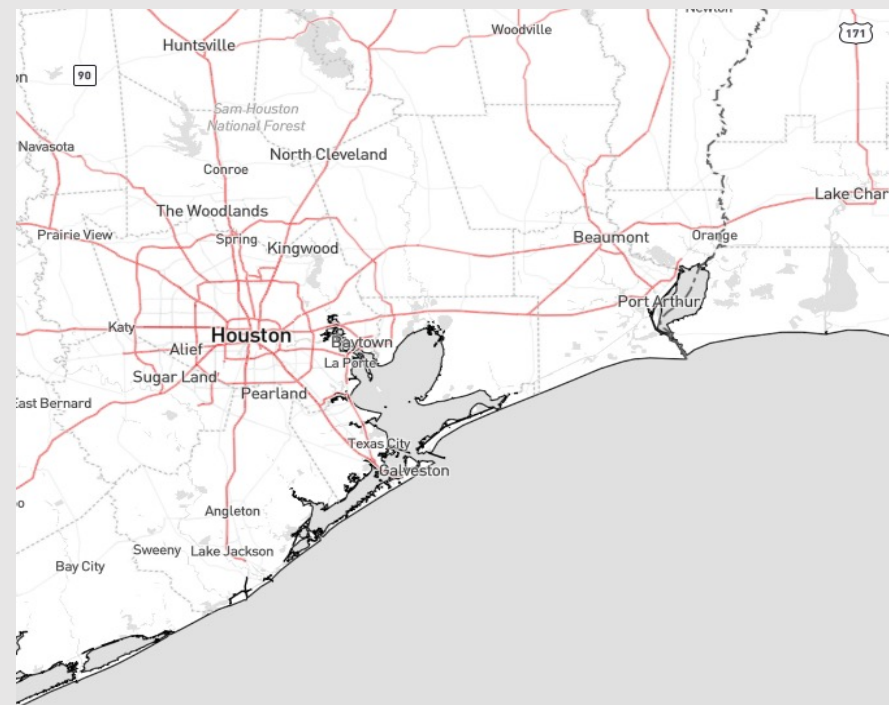 Woodville
171
Huntsville
90
Sam Houston
National Forest
Navasota
North Cleveland
Conroe
Lake Char
The Woodlands
Prairie View
Spring
Kingwood
Beaumont
Orange
Port Arthur
Katy
Houston
Baytown
Alief
La Porte
Sugar Land
Pearland
East Bernard
Texas City
Galveston
Angleton
Sweeny
Lake Jackson
Bay City